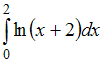 ∫₀² ln(x+2)dx